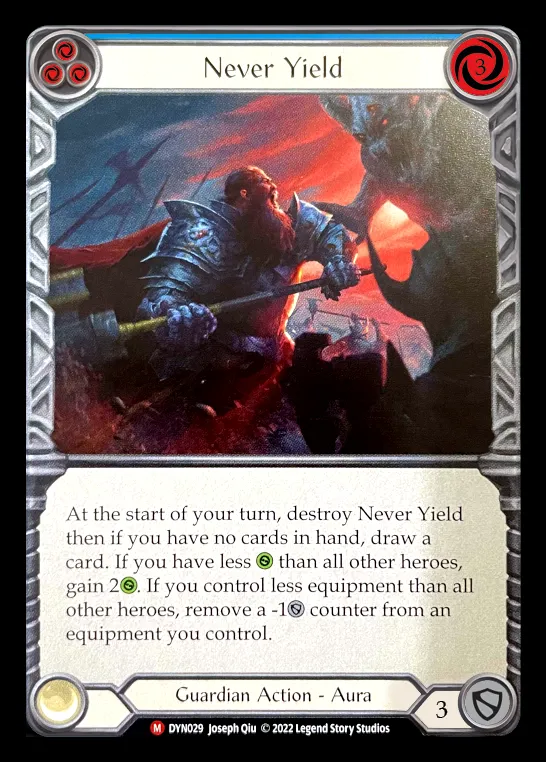 3
Never Yield
At the start of your turn, destroy Never Yield
then if you have no cards in hand, draw a
card. If you have less than all other heroes,
gain 2. If you control less equipment than all
other heroes, remove a -1 counter from an
equipment you control.
Guardian Action - Aura
3
M DYN029 Joseph Qiu © 2022 Legend Story Studios